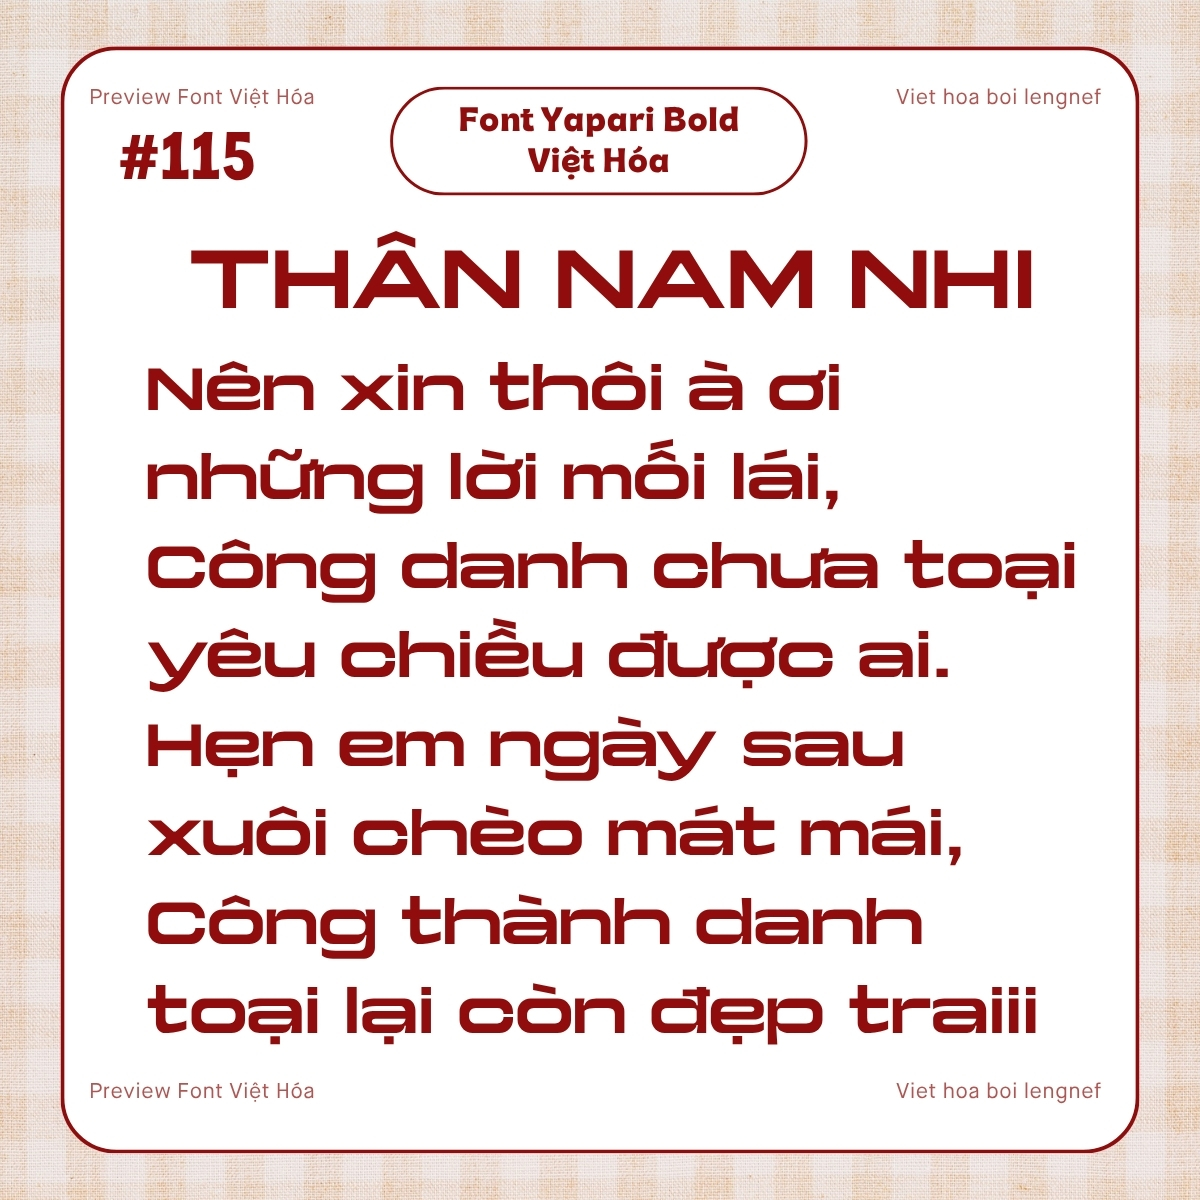 Preview Font Việt Hóa
Viet hoa boi lengnef
#115
Font Yapari Bold
Việt Hóa
THÂN NAM NHI
Nên xin thôi à ơi
những lời mối lái,
Công danh chưa toại
yêu chiều được ai.
Hẹn em ngày sau
xuôi chèo mát mái,
Công thành danh
toại lại còn đẹp traiii
Preview Font Việt Hóa
Viet hoa boi lengnef